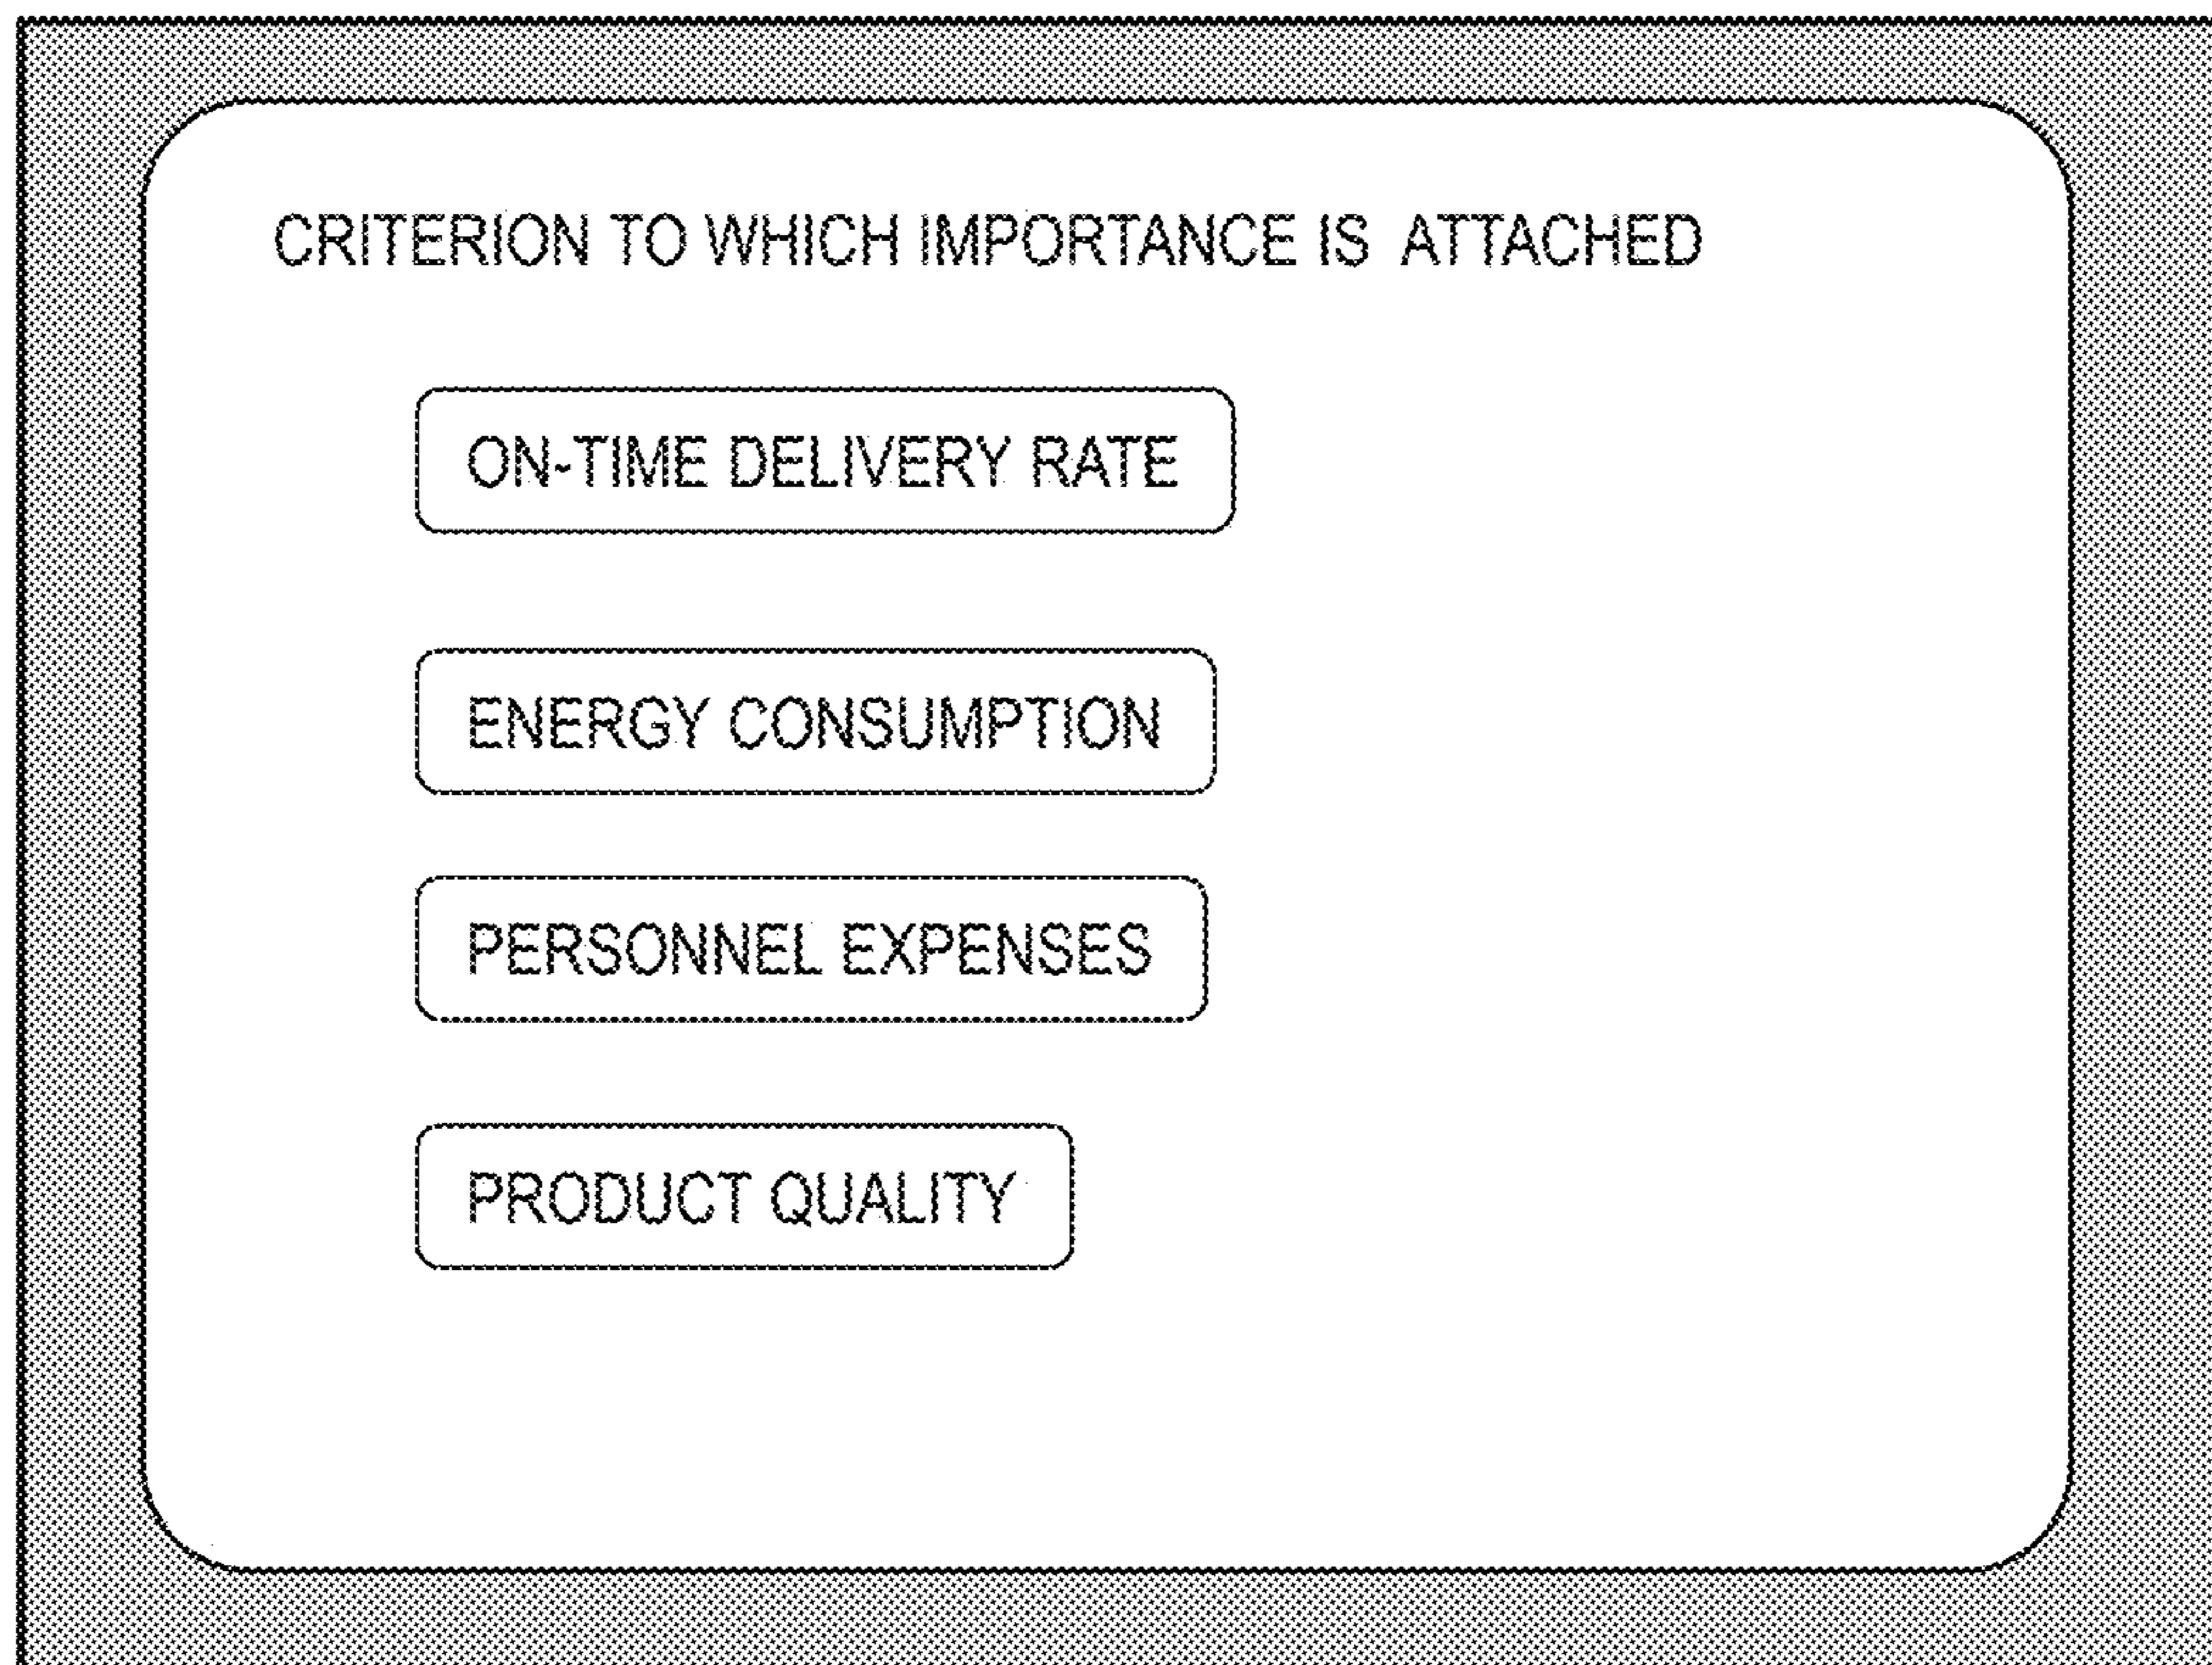 CRITERION TO WHICH IMPORTANCE IS ATTACHED
ON-TIME DELIVERY RATE
ENERGY CONSUMPTION
PERSONNEL EXPENSES
PRODUCT QUALITY